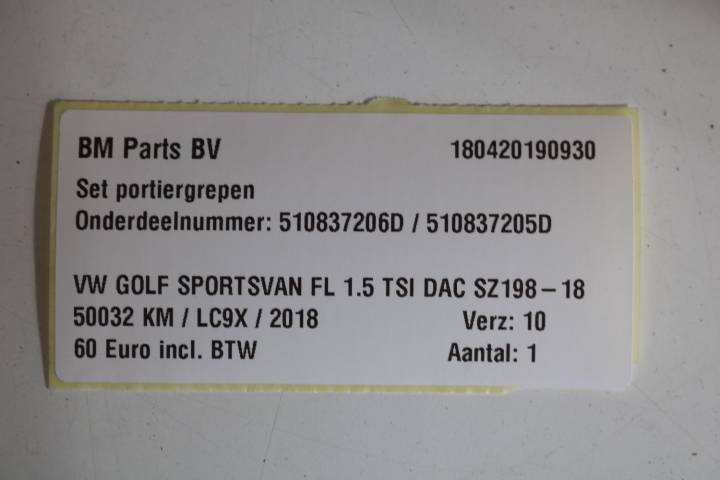 BM Parts BV 180420190930
Set portiergrepen
Onderdeelnummer: 510837206D / 510837205D
VW GOLF SPORTSVAN FL 1.5 TSI DAC SZ198-18
50032 KM / LC9X / 2018 Verz: 10
60 Euro incl. BTW Aantal: 1